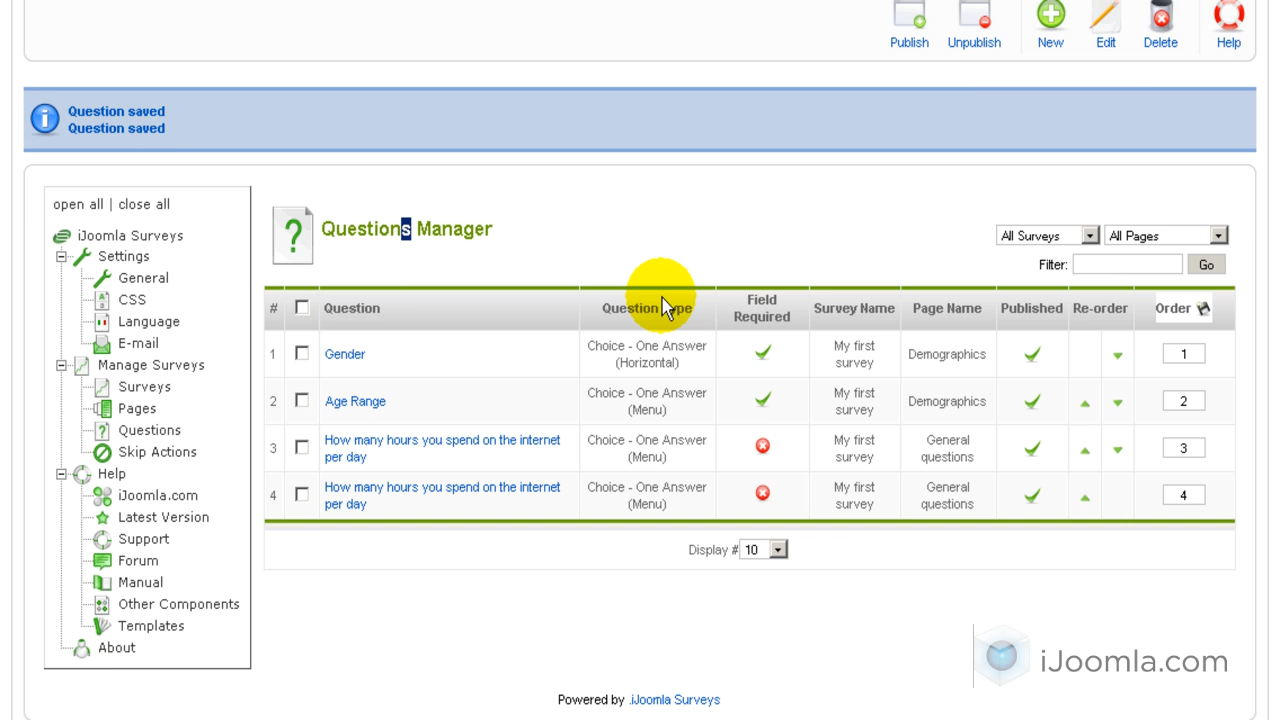 Publish Unpublish New Edit Delete Help
Question saved
Question saved
open all | close all
iJoomla Surveys
Settings
General
CSS
Language
E-mail
Manage Surveys
Surveys
Pages
Questions
Skip Actions
Help
iJoomla.com
Latest Version
Support
Forum
Manual
Other Components
Templates
About
Questions Manager
All Surveys All Pages
Filter: Go
# Question Question Type Field Required Survey Name Page Name Published Re-order Order
1 Gender Choice - One Answer (Horizontal) My first survey Demographics 1
2 Age Range Choice - One Answer (Menu) My first survey Demographics 2
3 How many hours you spend on the internet per day Choice - One Answer (Menu) My first survey General questions 3
4 How many hours you spend on the internet per day Choice - One Answer (Menu) My first survey General questions 4
Display # 10
iJoomla.com
Powered by iJoomla Surveys